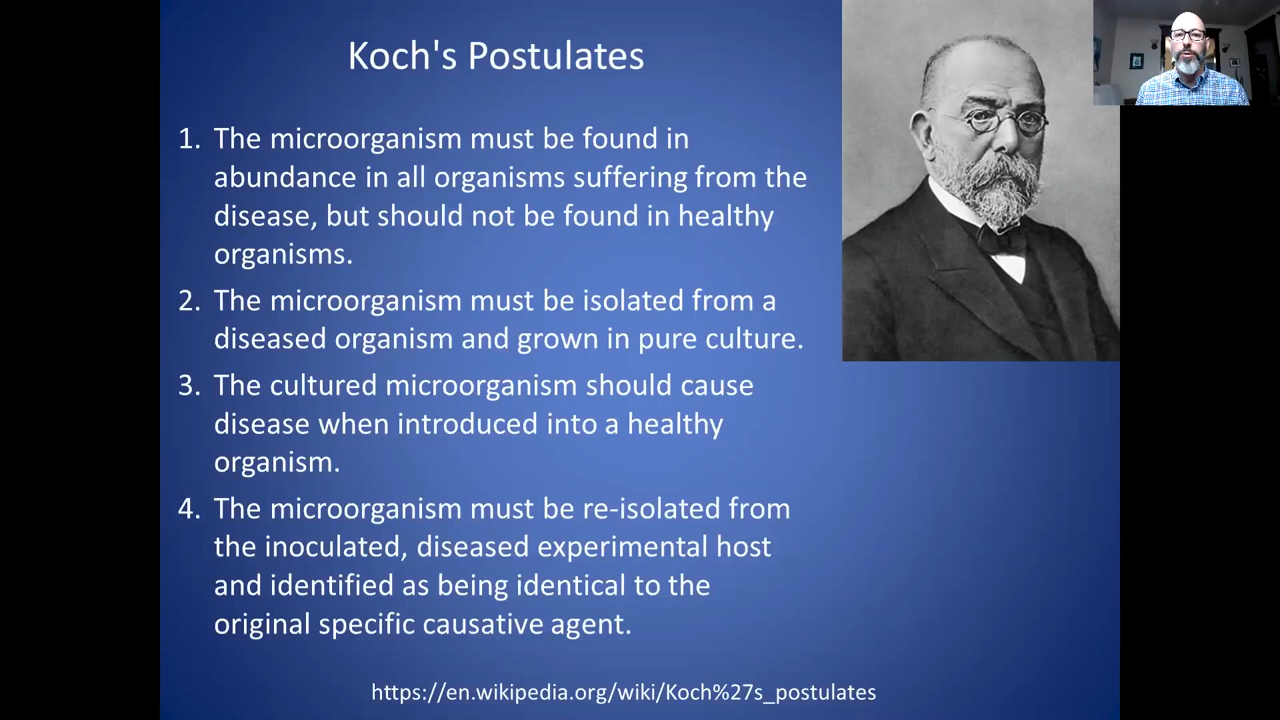 Koch's Postulates
1. The microorganism must be found in
abundance in all organisms suffering from the
disease, but should not be found in healthy
organisms.
2. The microorganism must be isolated from a
diseased organism and grown in pure culture.
3. The cultured microorganism should cause
disease when introduced into a healthy
organism.
4. The microorganism must be re-isolated from
the inoculated, diseased experimental host
and identified as being identical to the
original specific causative agent.
https://en.wikipedia.org/wiki/Koch%27s_postulates